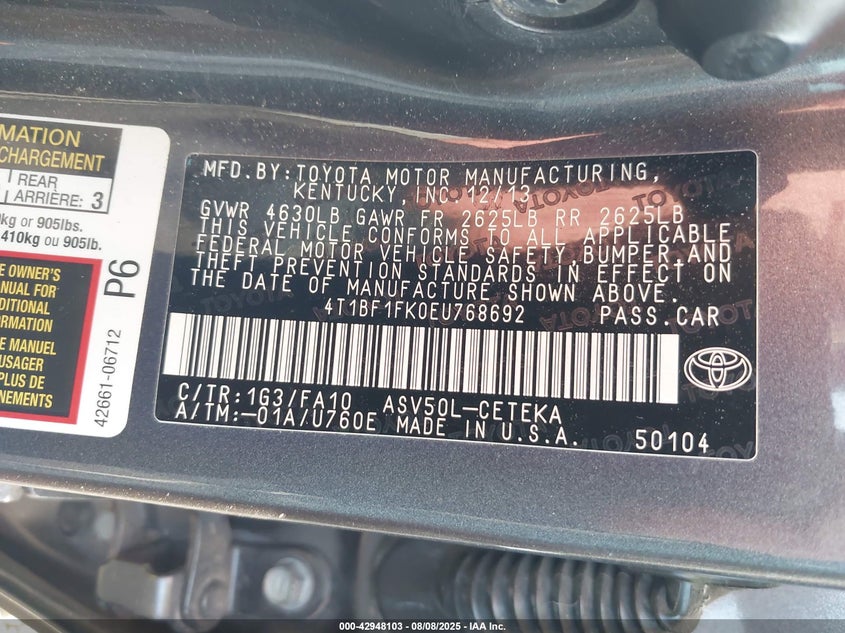 MATION
CHARGEMENT
REAR
ARRIÈRE: 3
kg or 905lbs.
410kg ou 905lb.
E OWNER'S
ANUAL FOR
DITIONAL
ORMATION
E MANUEL
USAGER
PLUS DE
NEMENTS
P6
42661-06712
MFD.BY:TOYOTA MOTOR MANUFACTURING,
KENTUCKY, INC 12/13
GVWR 4630LB GAWR FR 2625LB RR 2625LB
THIS VEHICLE CONFORMS TO ALL APPLICABLE
FEDERAL MOTOR VEHICLE SAFETY,BUMPER,AND
THEFT PREVENTION STANDARDS IN EFFECT ON
THE DATE OF MANUFACTURE SHOWN ABOVE.
4T1BF1FK0EU768692 PASS.CAR
C/TR:1G3/FA10 ASV50L-CETEKA
A/TM:-01A/U760E MADE IN U.S.A. 50104
000-42948103 - 08/08/2025 - IAA Inc.